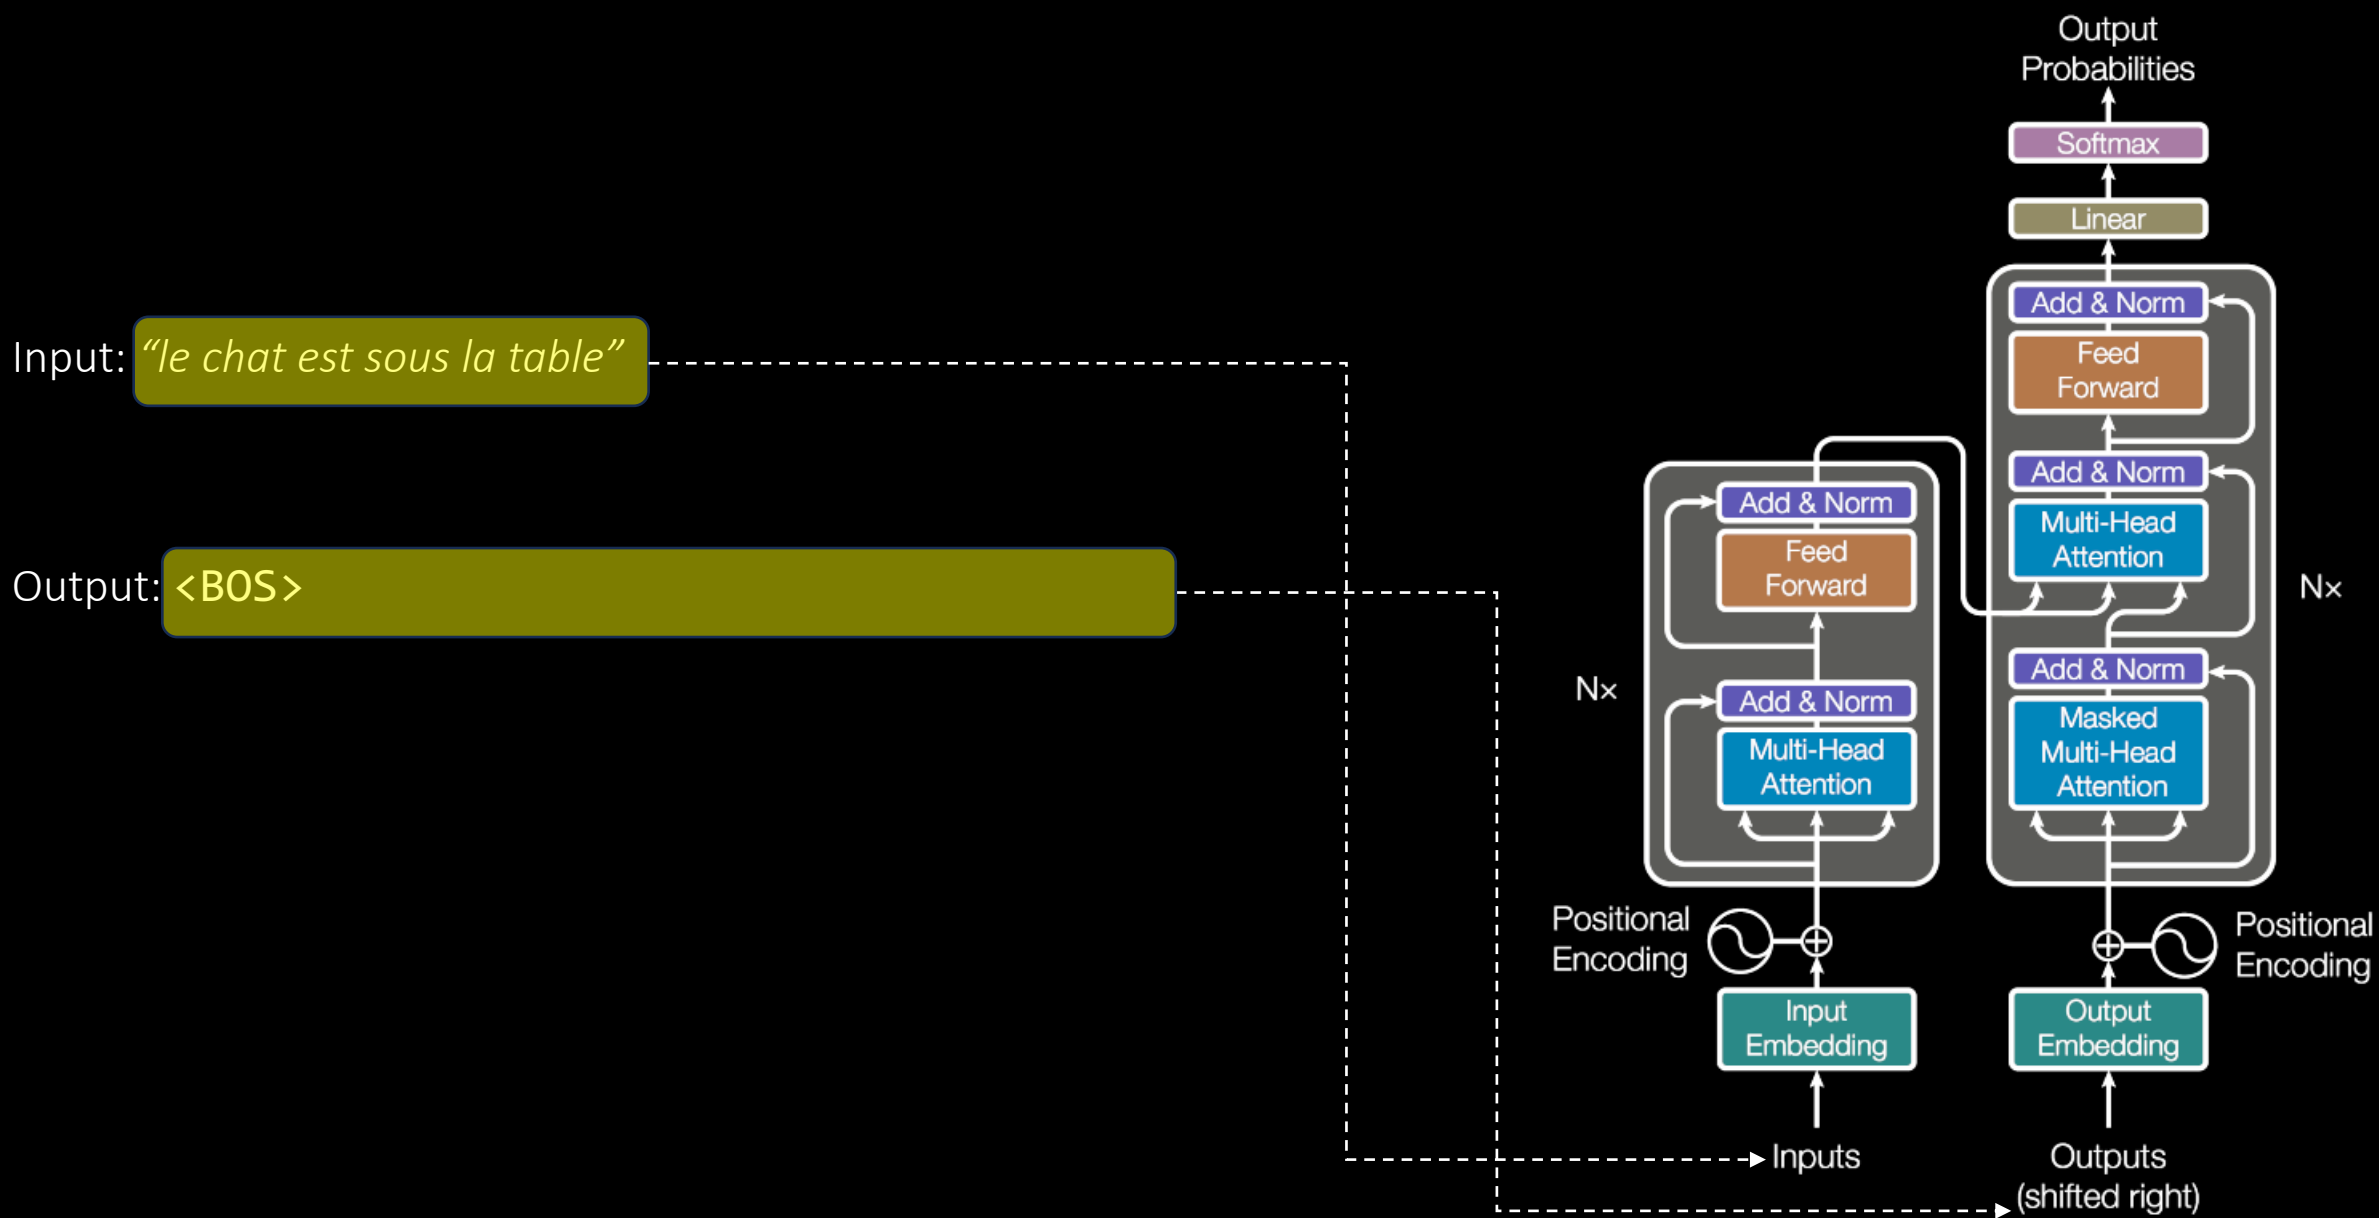 Input: “le chat est sous la table”
Output: <BOS>
Output
Probabilities
Softmax
Linear
Add & Norm
Feed
Forward
Add & Norm
Multi-Head
Attention
Nx
Add & Norm
Masked
Multi-Head
Attention
Add & Norm
Feed
Forward
Nx
Add & Norm
Multi-Head
Attention
Positional
Encoding
Positional
Encoding
Input
Embedding
Output
Embedding
Inputs
Outputs
(shifted right)